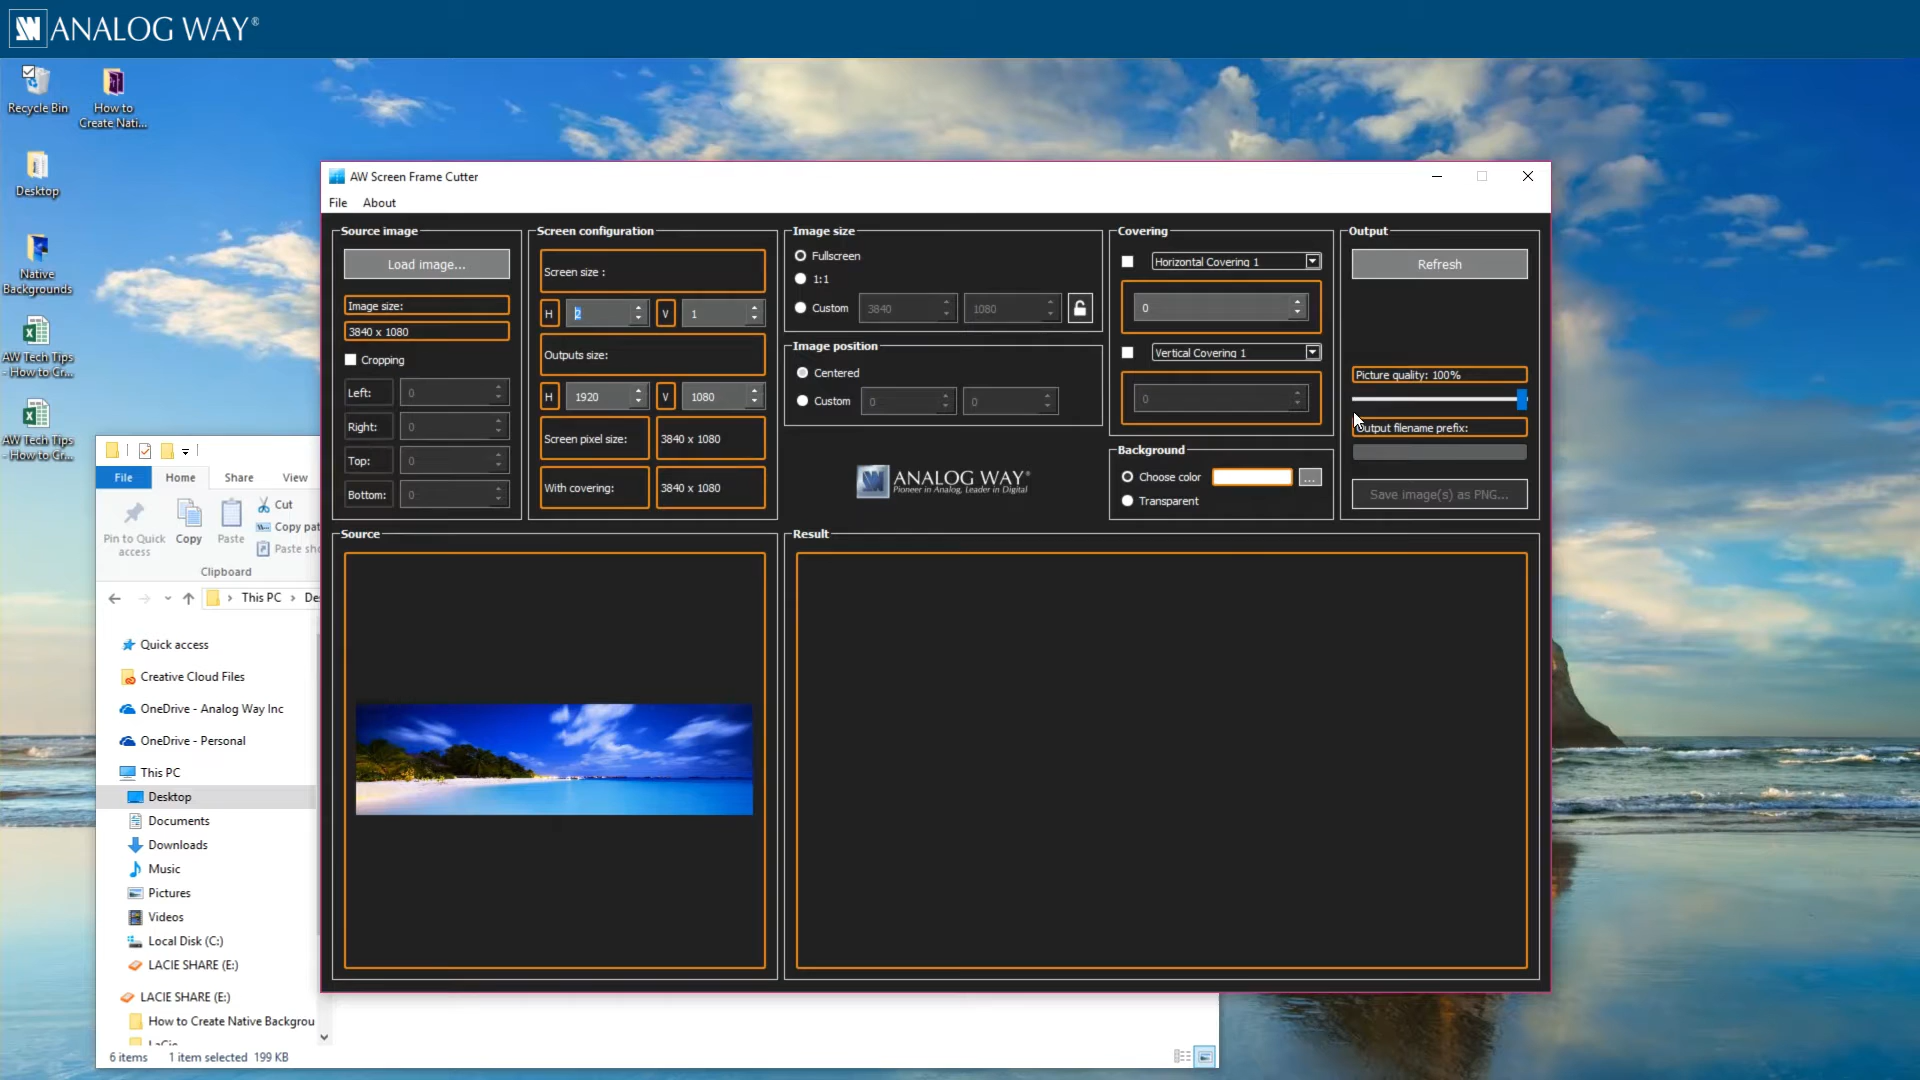 ANALOG WAY®
Recycle Bin
How to
Create Nati...
Desktop
Native
Backgrounds
AW Tech Tips
- How to Cr...
AW Tech Tips
- How to Cr...
File
Home
Share
View
Pin to Quick
access
Copy
Paste
Cut
Copy pat
Paste sho
Clipboard
This PC
De
Quick access
Creative Cloud Files
OneDrive - Analog Way Inc
OneDrive - Personal
This PC
Desktop
Documents
Downloads
Music
Pictures
Videos
Local Disk (C:)
LACIE SHARE (E:)
LACIE SHARE (E:)
How to Create Native Backgrou
6 items
1 item selected 199 KB
AW Screen Frame Cutter
File
About
Source image
Load image...
Image size:
3840 x 1080
Cropping
Left:
0
Right:
0
Top:
0
Bottom:
0
Screen configuration
Screen size :
H
2
V
1
Outputs size:
H
1920
V
1080
Screen pixel size:
3840 x 1080
With covering:
3840 x 1080
Image size
Fullscreen
1:1
Custom
3840
1080
Image position
Centered
Custom
0
0
ANALOG WAY®
Pioneer in Analog, Leader in Digital
Covering
Horizontal Covering 1
0
Vertical Covering 1
0
Background
Choose color
...
Transparent
Output
Refresh
Picture quality: 100%
Output filename prefix:
Save image(s) as PNG...
Source
Result